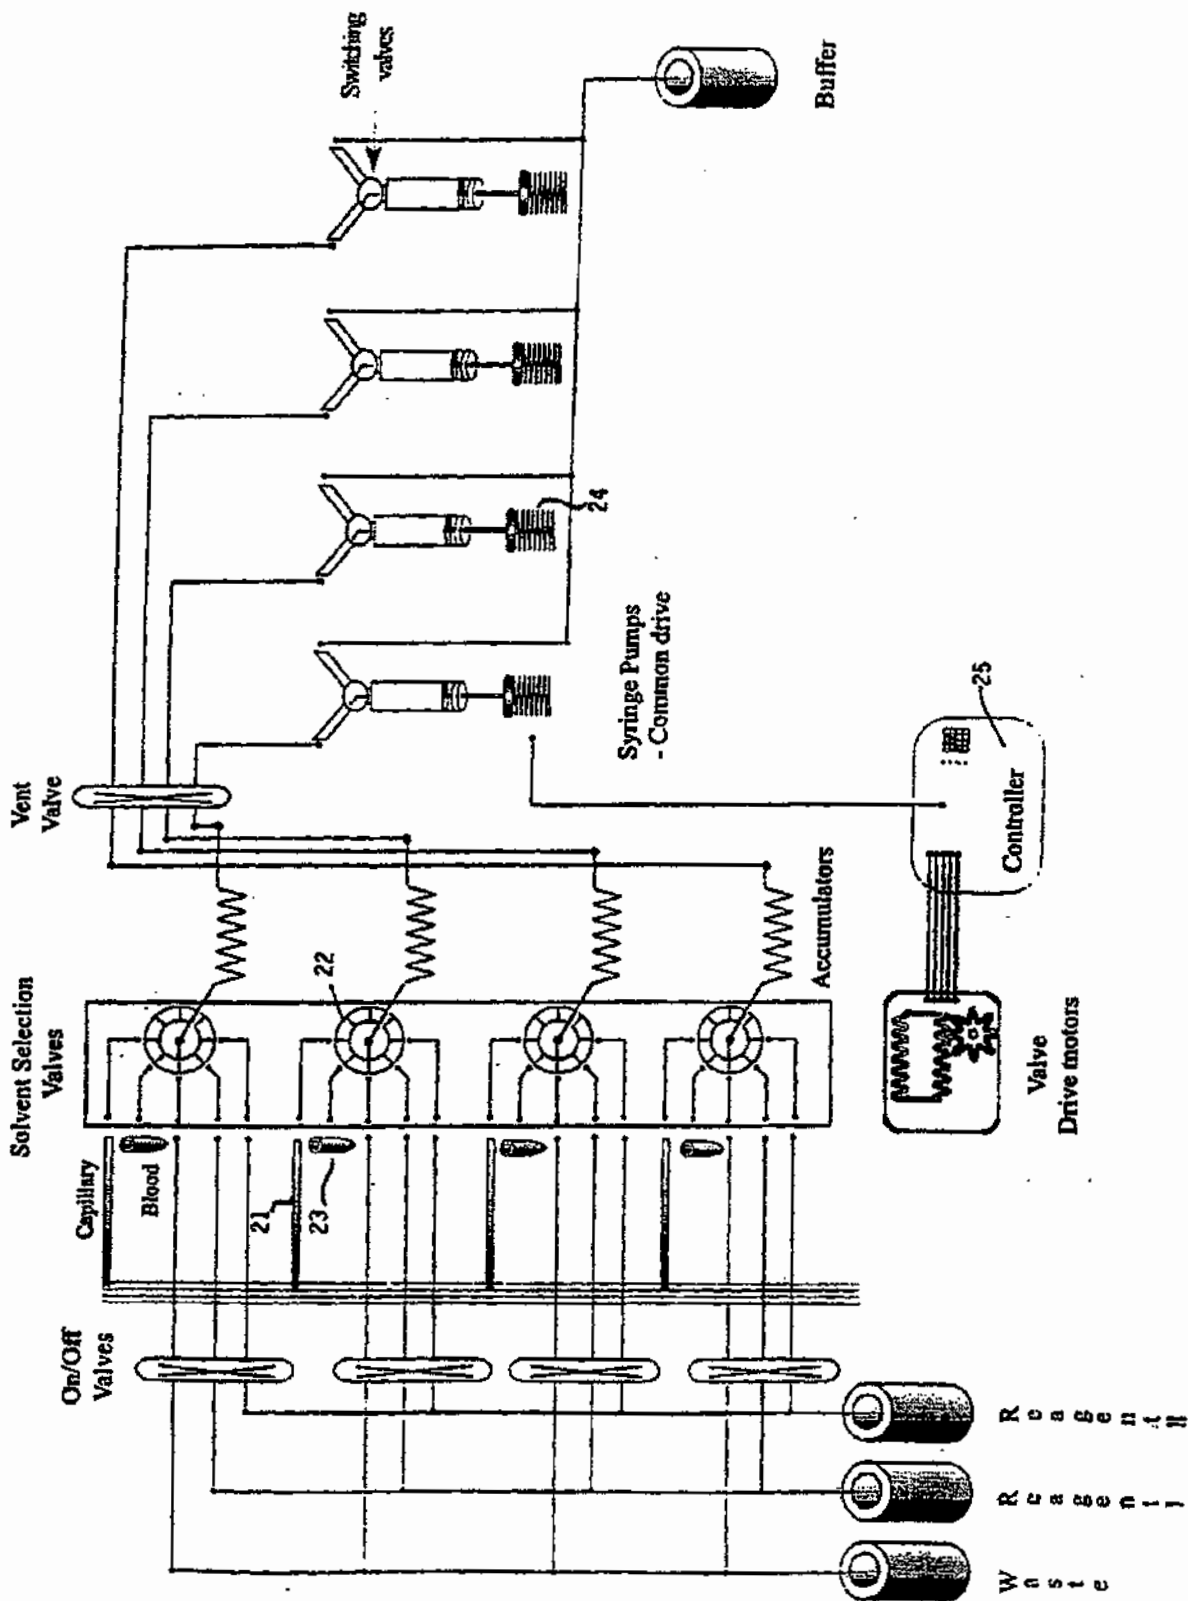 Switching
valves
Buffer
24
Syringe Pumps
- Common drive
25
Controller
Vent
Valve
Accumulators
22
Solvent Selection
Valves
Valve
Drive motors
Capillary
Blood
21
23
On/Off
Valves
Reagent II
Reagent I
Waste